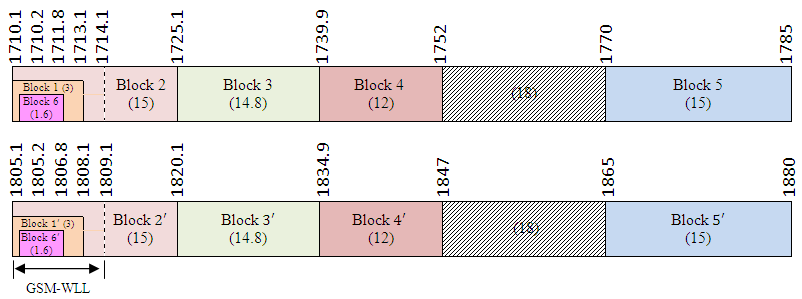 1710.1
1710.2
1711.8
1713.1
1714.1
1725.1
1739.9
1752
1770
1785
Block 1 (3)
Block 6
(1.6)
Block 2
(15)
Block 3
(14.8)
Block 4
(12)
(18)
Block 5
(15)
1805.1
1805.2
1806.8
1808.1
1809.1
1820.1
1834.9
1847
1865
1880
Block 1′ (3)
Block 6′
(1.6)
Block 2′
(15)
Block 3′
(14.8)
Block 4′
(12)
(18)
Block 5′
(15)
GSM-WLL